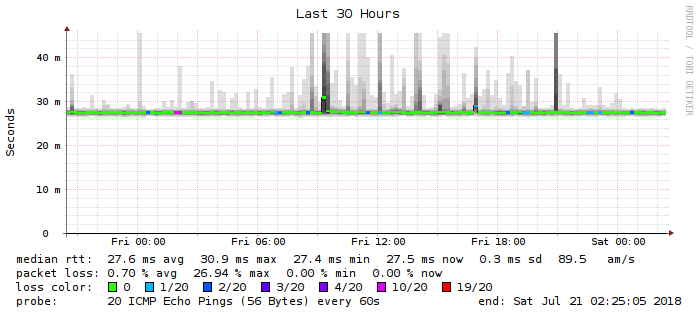 Last 30 Hours
RRDTOOL / TOBI OETIKER
Seconds
40 m
30 m
20 m
10 m
0
Fri 00:00 Fri 06:00 Fri 12:00 Fri 18:00 Sat 00:00
median rtt: 27.6 ms avg 30.9 ms max 27.4 ms min 27.5 ms now 0.3 ms sd 89.5 am/s
packet loss: 0.70 % avg 26.94 % max 0.00 % min 0.00 % now
loss color: 0 1/20 2/20 3/20 4/20 10/20 19/20
probe: 20 ICMP Echo Pings (56 Bytes) every 60s end: Sat Jul 21 02:25:05 2018